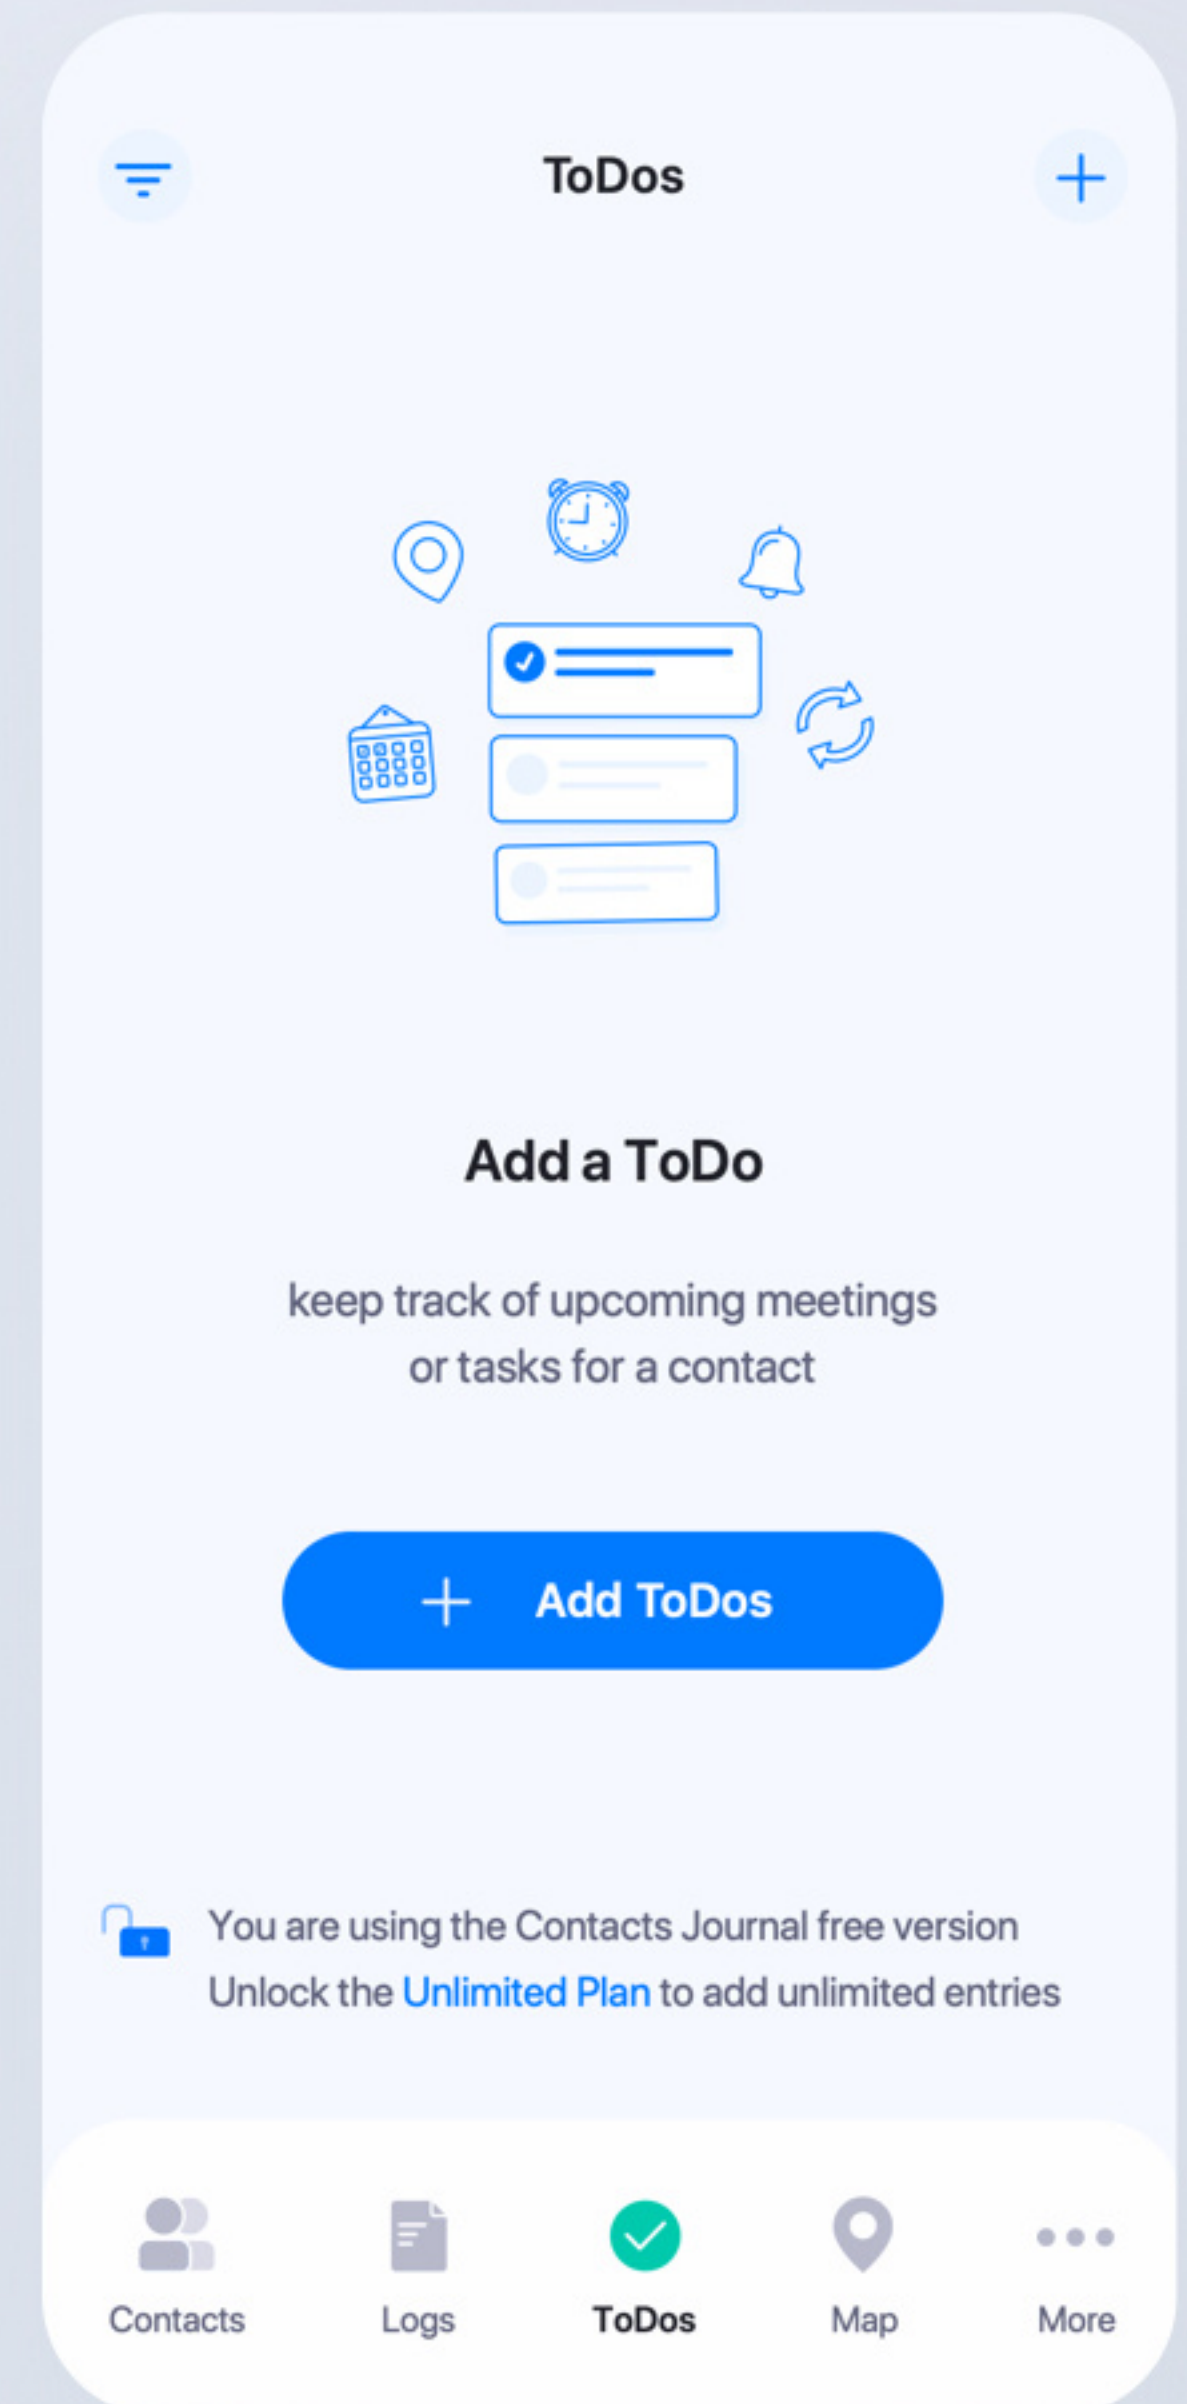 ToDos
Add a ToDo
keep track of upcoming meetings
or tasks for a contact
Add ToDos
You are using the Contacts Journal free version
Unlock the Unlimited Plan to add unlimited entries
Contacts
Logs
ToDos
Map
More